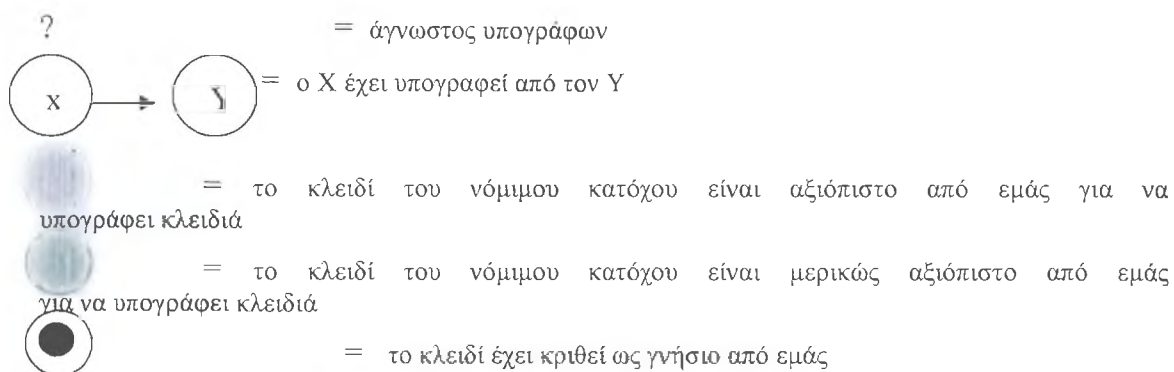 ?
= άγνωστος υπογράφων
X Y = ο X έχει υπογραφεί από τον Y
= το κλειδί του νόμιμου κατόχου είναι αξιόπιστο από εμάς για να
υπογράφει κλειδιά
= το κλειδί του νόμιμου κατόχου είναι μερικώς αξιόπιστο από εμάς
για να υπογράφει κλειδιά
= το κλειδί έχει κριθεί ως γνήσιο από εμάς